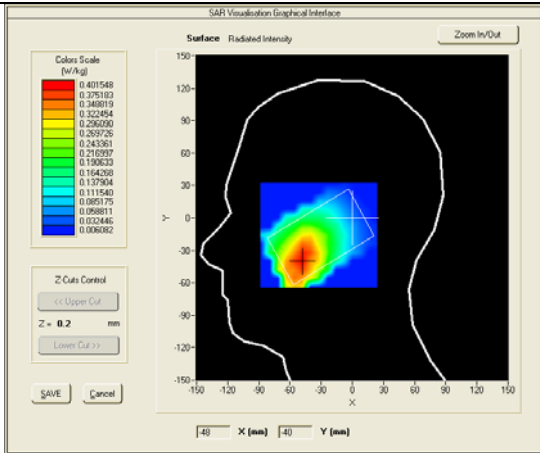 SAR Visualisation Graphical Interface
Surface Radiated Intensity
Zoom In/Out
Colors Scale
(W/kg)
0.401548
0.375183
0.348819
0.322454
0.296090
0.269726
0.243361
0.216997
0.190633
0.164268
0.137904
0.111540
0.085175
0.058811
0.032446
0.006082
Z Cuts Control
<< Upper Cut
Z = 0.2 mm
Lower Cut >>
SAVE Cancel
150
120
90
60
30
0
-30
-60
-90
-120
-150
Y
-150 -120 -90 -60 -30 0 30 60 90 120 150
X
-48 X (mm) -40 Y (mm)